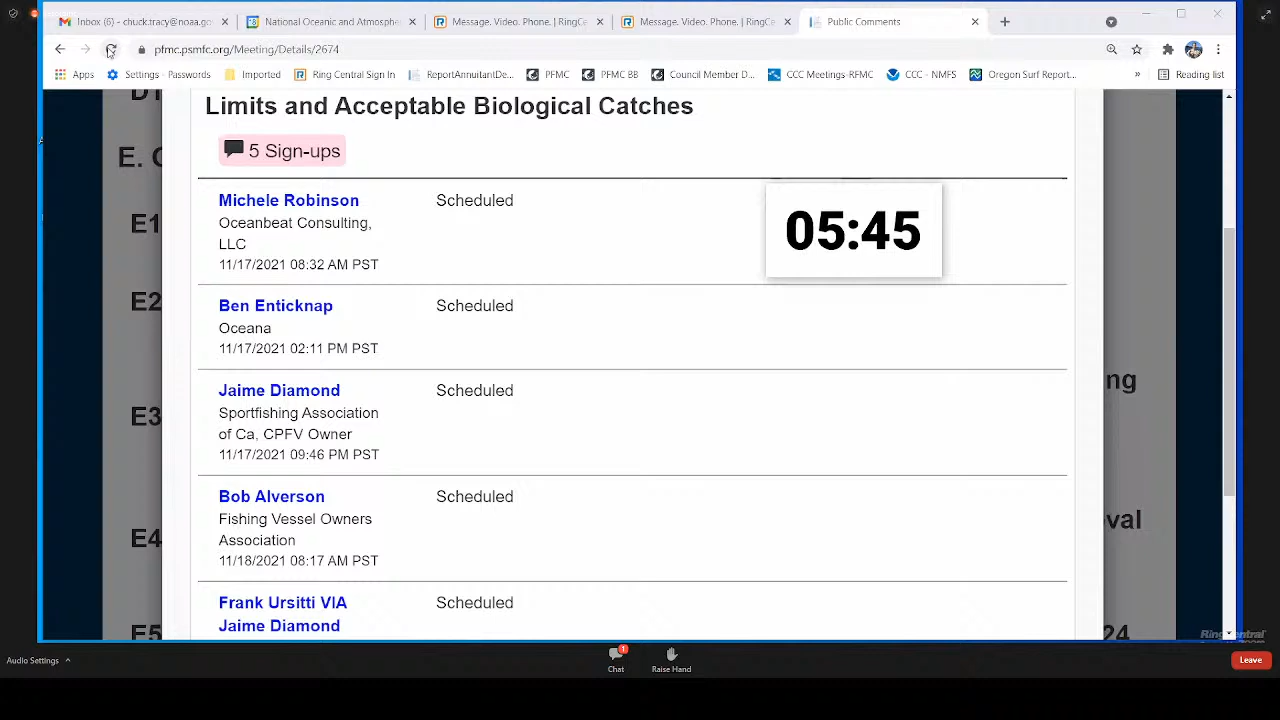 Inbox (6) - chuck.tracy@noaa.go
National Oceanic and Atmosphe
Message. Video. Phone. | RingCe
Message. Video. Phone. | RingCe
Public Comments
pfmc.psmfc.org/Meeting/Details/2674
Apps
Settings - Passwords
Imported
Ring Central Sign In
ReportAnnuitantDe...
PFMC
PFMC BB
Council Member D...
CCC Meetings-RFMC
CCC - NMFS
Oregon Surf Report...
»
Reading list
Limits and Acceptable Biological Catches
5 Sign-ups
Michele Robinson
Scheduled
Oceanbeat Consulting,
LLC
11/17/2021 08:32 AM PST
05:45
Ben Enticknap
Scheduled
Oceana
11/17/2021 02:11 PM PST
Jaime Diamond
Scheduled
Sportfishing Association
of Ca, CPFV Owner
11/17/2021 09:46 PM PST
Bob Alverson
Scheduled
Fishing Vessel Owners
Association
11/18/2021 08:17 AM PST
Frank Ursitti VIA
Scheduled
Jaime Diamond
E. C
E1
E2
E3
E4
E5
ng
oval
24
RingCentral
Audio Settings
1
Chat
Raise Hand
Leave